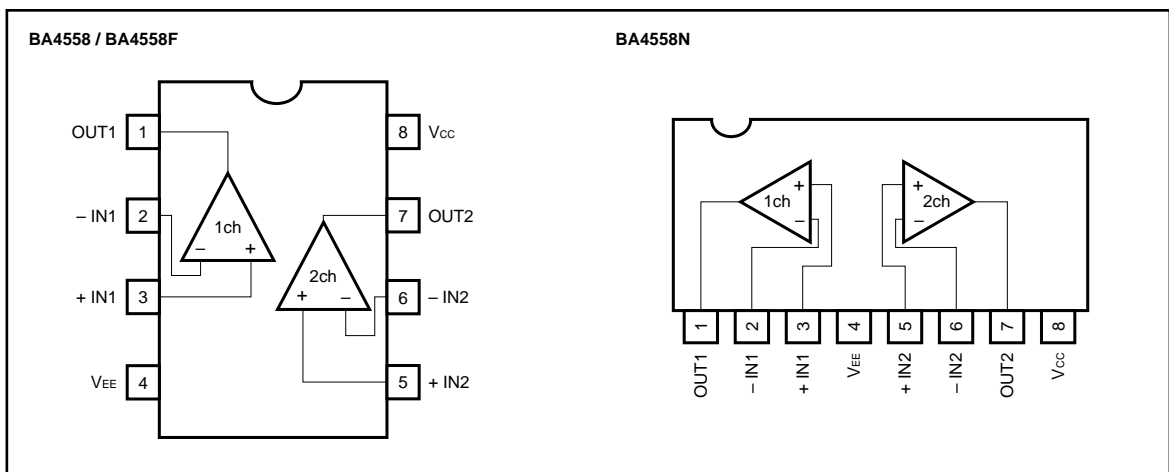 BA4558 / BA4558F
BA4558N
OUT1 1
8 VCC
– IN1 2
7 OUT2
1ch
– +
+ IN1 3
6 – IN2
2ch
+ –
VEE 4
5 + IN2
1ch
+
–
2ch
+
–
1 2 3 4 5 6 7 8
OUT1
– IN1
+ IN1
VEE
+ IN2
– IN2
OUT2
VCC